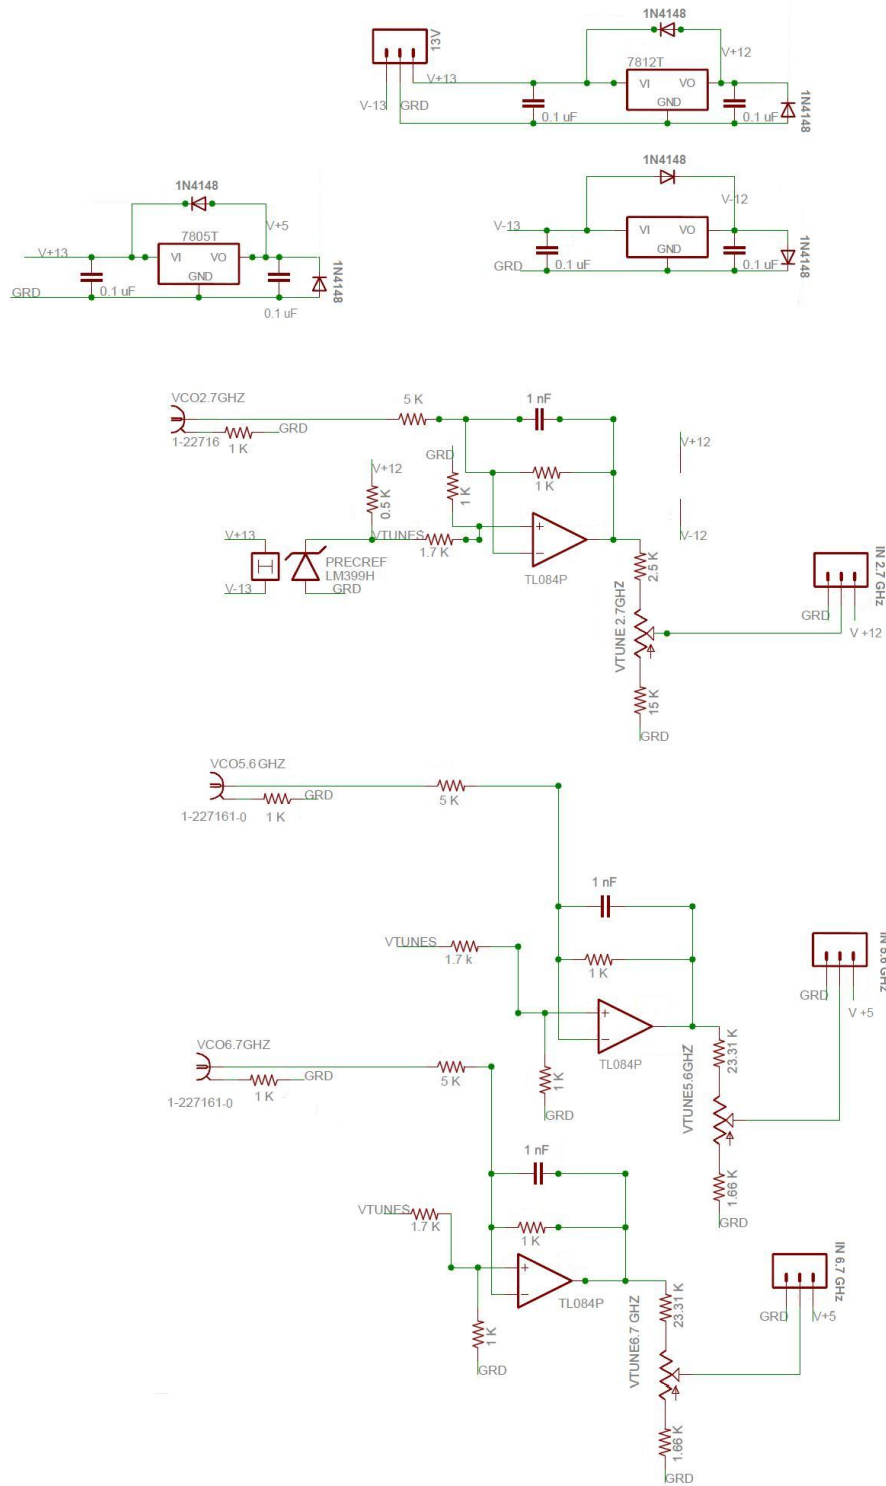 1N4148
13V
V+12
7812T
V+13
VI
VO
GND
V-13
GRD
0.1 uF
0.1 uF
1N4148
1N4148
V-12
V-13
VI
VO
GND
GRD
0.1 uF
0.1 uF
1N4148
1N4148
V+5
7805T
V+13
VI
VO
GND
GRD
0.1 uF
0.1 uF
1N4148
VCO2.7GHZ
5 K
1 nF
1-22716
1 K
GRD
GRD
V+12
V+12
1 K
0.5 K
1 K
V+13
VTUNES
1.7 K
+
−
V-12
PRECREF
LM399H
V-13
GRD
TL084P
2.5 K
VTUNE 2.7GHZ
15 K
GRD
IN 2.7 GHz
GRD
V +12
VCO5.6 GHZ
5 K
GRD
1-227161-0
1 K
1 nF
VTUNES
1.7 k
1 K
+
−
TL084P
1 K
GRD
23.31 K
VTUNE5.6GHZ
1.66 K
GRD
GRD
V +5
VCO6.7GHZ
5 K
GRD
1-227161-0
1 K
1 nF
VTUNES
1.7 K
1 K
+
−
TL084P
1 K
GRD
23.31 K
VTUNE6.7 GHZ
1.66 K
GRD
IN 6.7 GHz
GRD
V+5